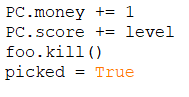 PC.money += 1
PC.score += level
foo.kill()
picked = True